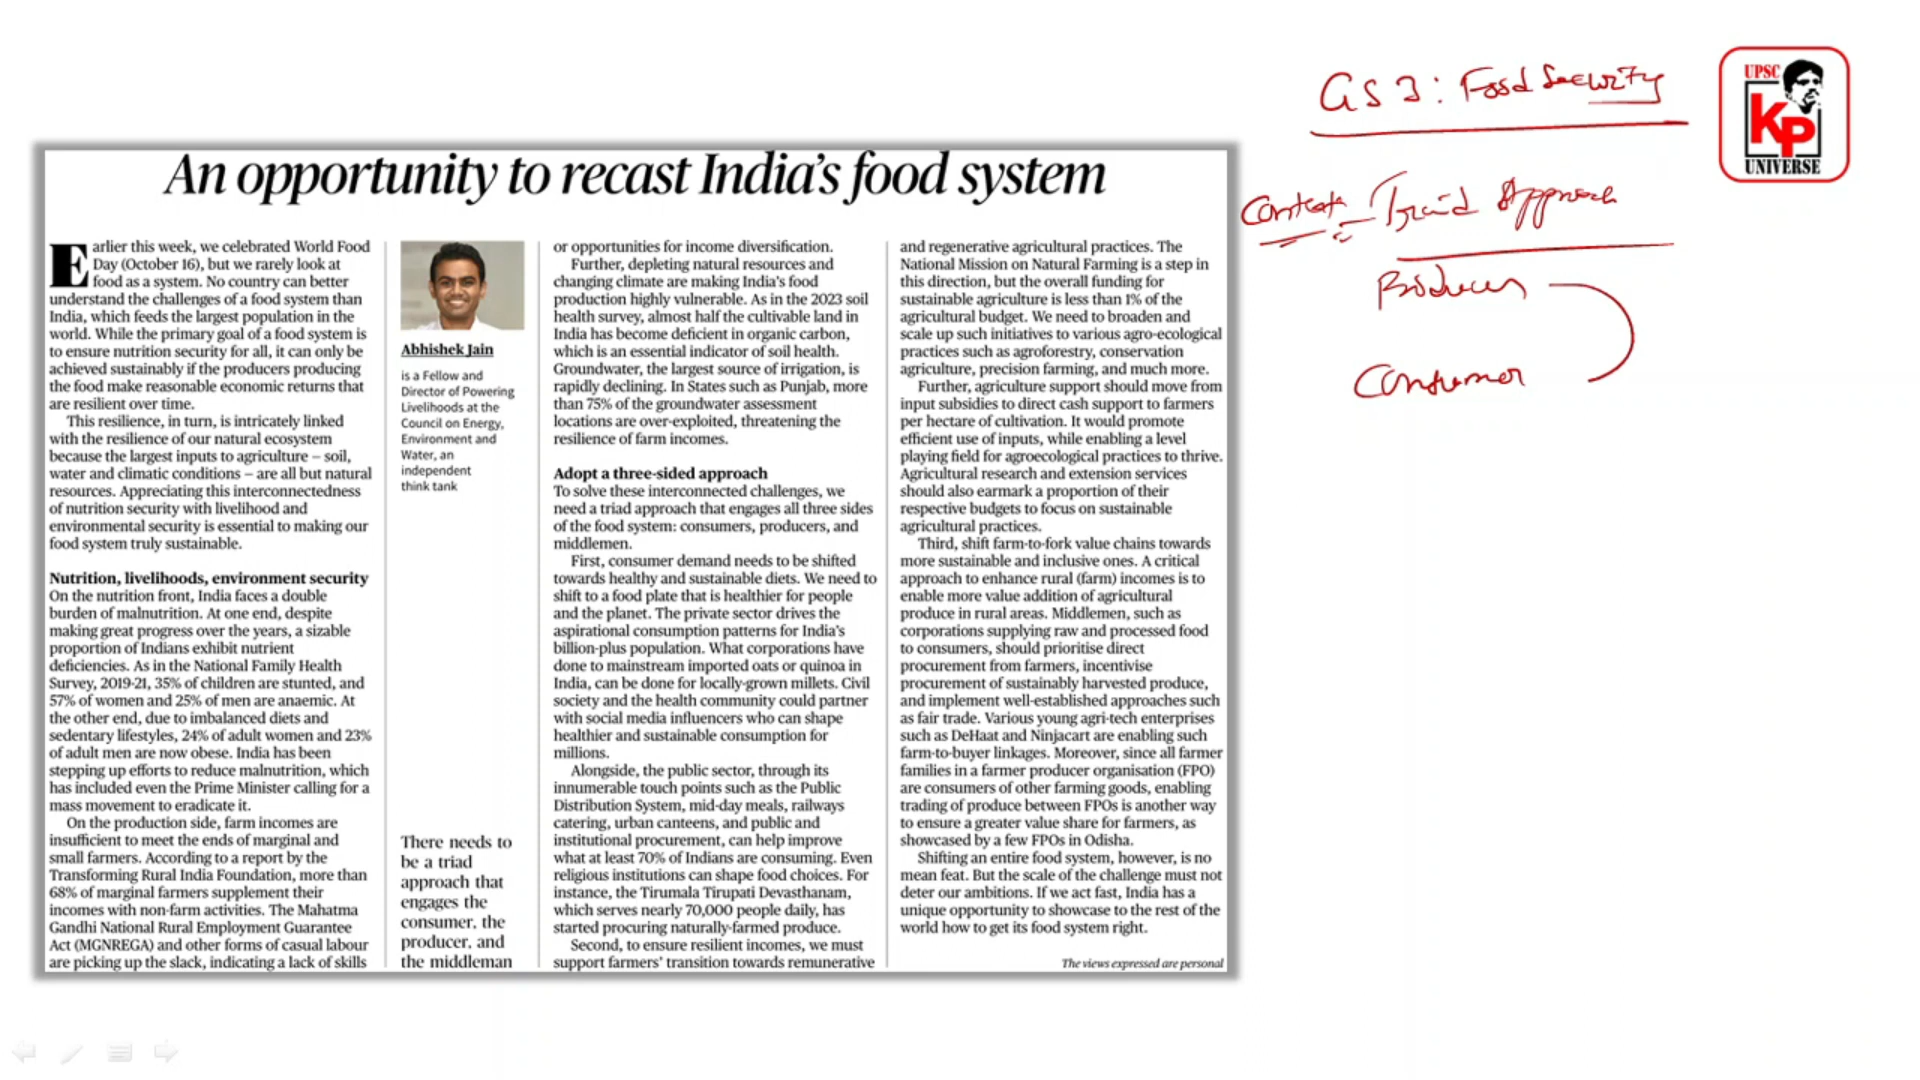 GS 3: Food Security
UPSC
KP
UNIVERSE
An opportunity to recast India's food system
Context Triad Approach
Producer
Consumer
Earlier this week, we celebrated World Food
Day (October 16), but we rarely look at
food as a system. No country can better
understand the challenges of a food system than
India, which feeds the largest population in the
world. While the primary goal of a food system is
to ensure nutrition security for all, it can only be
achieved sustainably if the producers producing
the food make reasonable economic returns that
are resilient over time.
This resilience, in turn, is intricately linked
with the resilience of our natural ecosystem
because the largest inputs to agriculture – soil,
water and climatic conditions – are all but natural
resources. Appreciating this interconnectedness
of nutrition security with livelihood and
environmental security is essential to making our
food system truly sustainable.
Nutrition, livelihoods, environment security
On the nutrition front, India faces a double
burden of malnutrition. At one end, despite
making great progress over the years, a sizable
proportion of Indians exhibit nutrient
deficiencies. As in the National Family Health
Survey, 2019-21, 35% of children are stunted, and
57% of women and 25% of men are anaemic. At
the other end, due to imbalanced diets and
sedentary lifestyles, 24% of adult women and 23%
of adult men are now obese. India has been
stepping up efforts to reduce malnutrition, which
has included even the Prime Minister calling for a
mass movement to eradicate it.
On the production side, farm incomes are
insufficient to meet the ends of marginal and
small farmers. According to a report by the
Transforming Rural India Foundation, more than
68% of marginal farmers supplement their
incomes with non-farm activities. The Mahatma
Gandhi National Rural Employment Guarantee
Act (MGNREGA) and other forms of casual labour
are picking up the slack, indicating a lack of skills
Abhishek Jain
is a Fellow and
Director of Powering
Livelihoods at the
Council on Energy,
Environment and
Water, an
independent
think tank
There needs to
be a triad
approach that
engages the
consumer, the
producer, and
the middleman
or opportunities for income diversification.
Further, depleting natural resources and
changing climate are making India's food
production highly vulnerable. As in the 2023 soil
health survey, almost half the cultivable land in
India has become deficient in organic carbon,
which is an essential indicator of soil health.
Groundwater, the largest source of irrigation, is
rapidly declining. In States such as Punjab, more
than 75% of the groundwater assessment
locations are over-exploited, threatening the
resilience of farm incomes.
Adopt a three-sided approach
To solve these interconnected challenges, we
need a triad approach that engages all three sides
of the food system: consumers, producers, and
middlemen.
First, consumer demand needs to be shifted
towards healthy and sustainable diets. We need to
shift to a food plate that is healthier for people
and the planet. The private sector drives the
aspirational consumption patterns for India's
billion-plus population. What corporations have
done to mainstream imported oats or quinoa in
India, can be done for locally-grown millets. Civil
society and the health community could partner
with social media influencers who can shape
healthier and sustainable consumption for
millions.
Alongside, the public sector, through its
innumerable touch points such as the Public
Distribution System, mid-day meals, railways
catering, urban canteens, and public and
institutional procurement, can help improve
what at least 70% of Indians are consuming. Even
religious institutions can shape food choices. For
instance, the Tirumala Tirupati Devasthanam,
which serves nearly 70,000 people daily, has
started procuring naturally-farmed produce.
Second, to ensure resilient incomes, we must
support farmers' transition towards remunerative
and regenerative agricultural practices. The
National Mission on Natural Farming is a step in
this direction, but the overall funding for
sustainable agriculture is less than 1% of the
agricultural budget. We need to broaden and
scale up such initiatives to various agro-ecological
practices such as agroforestry, conservation
agriculture, precision farming, and much more.
Further, agriculture support should move from
input subsidies to direct cash support to farmers
per hectare of cultivation. It would promote
efficient use of inputs, while enabling a level
playing field for agroecological practices to thrive.
Agricultural research and extension services
should also earmark a proportion of their
respective budgets to focus on sustainable
agricultural practices.
Third, shift farm-to-fork value chains towards
more sustainable and inclusive ones. A critical
approach to enhance rural (farm) incomes is to
enable more value addition of agricultural
produce in rural areas. Middlemen, such as
corporations supplying raw and processed food
to consumers, should prioritise direct
procurement from farmers, incentivise
procurement of sustainably harvested produce,
and implement well-established approaches such
as fair trade. Various young agri-tech enterprises
such as DeHaat and Ninjacart are enabling such
farm-to-buyer linkages. Moreover, since all farmer
families in a farmer producer organisation (FPO)
are consumers of other farming goods, enabling
trading of produce between FPOs is another way
to ensure a greater value share for farmers, as
showcased by a few FPOs in Odisha.
Shifting an entire food system, however, is no
mean feat. But the scale of the challenge must not
deter our ambitions. If we act fast, India has a
unique opportunity to showcase to the rest of the
world how to get its food system right.
The views expressed are personal